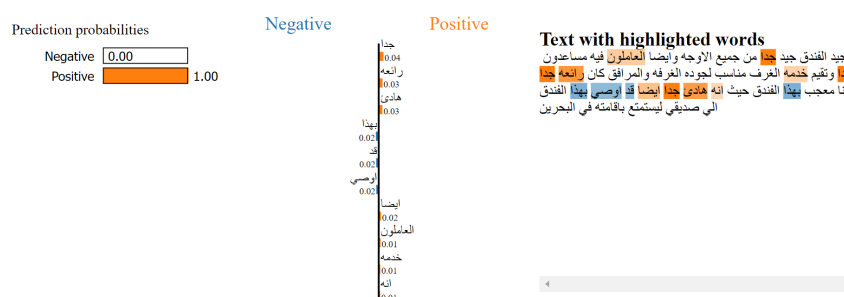 Prediction probabilities
Negative 0.00
Positive 1.00
Negative Positive
جدا
0.04
رائعه
0.03
هادئ
0.03
بهذا
0.02
قد
0.02
اوصي
0.02
ايضا
0.02
العاملون
0.01
خدمه
0.01
انه
0.01
Text with highlighted words
جيد الفندق جيد جدا من جميع الاوجه وايضا العاملون فيه مساعدون
وتقيم خدمه الغرف مناسب لجوده الغرفه والمرافق كان رائعه جدا
معجب بهذا الفندق حيث انه هادئ جدا ايضا قد اوصي بهذا الفندق
الي صديقي ليستمتع باقامته في البحرين